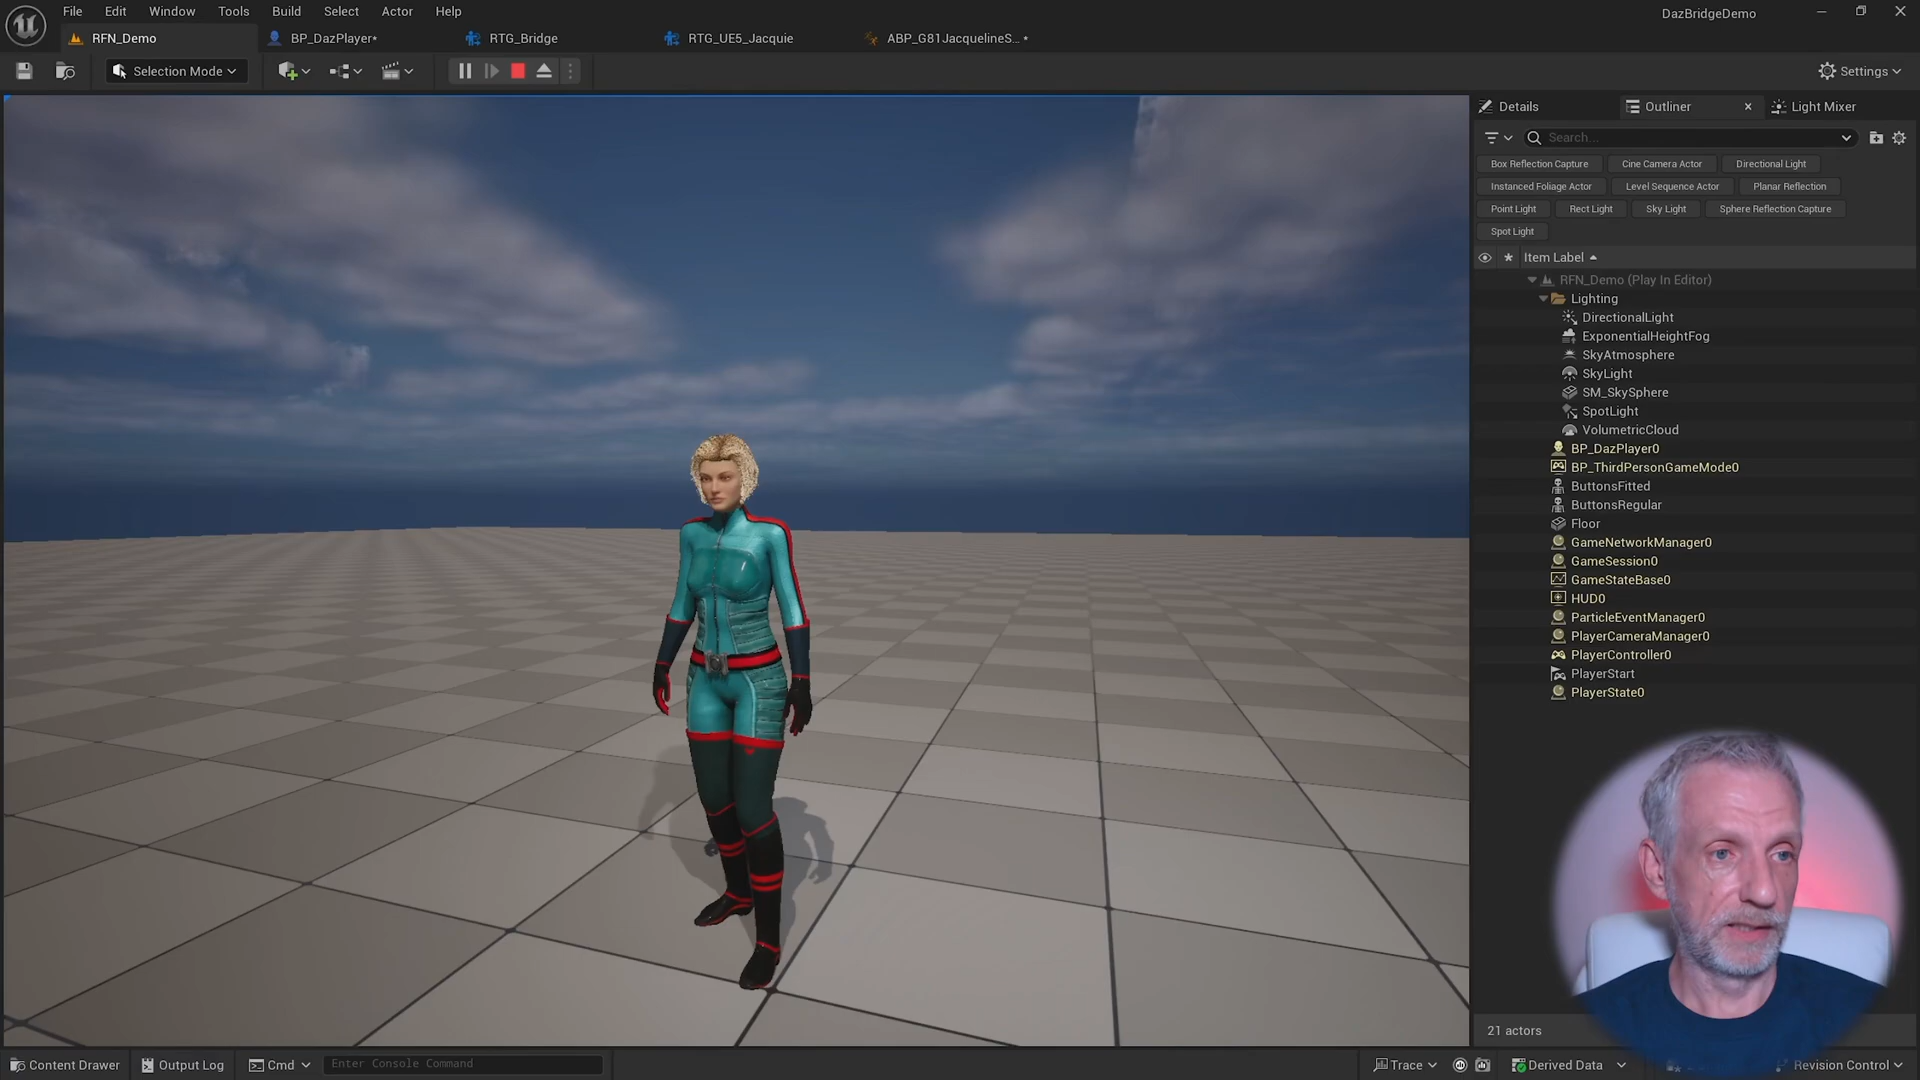 File Edit Window Tools Build Select Actor Help
DazBridgeDemo
RFN_Demo
BP_DazPlayer*
RTG_Bridge
RTG_UE5_Jacquie
ABP_G81JacquelineS... *
Selection Mode
Settings
Details
Outliner
Light Mixer
Search...
Box Reflection Capture
Cine Camera Actor
Directional Light
Instanced Foliage Actor
Level Sequence Actor
Planar Reflection
Point Light
Rect Light
Sky Light
Sphere Reflection Capture
Spot Light
Item Label
RFN_Demo (Play In Editor)
Lighting
DirectionalLight
ExponentialHeightFog
SkyAtmosphere
SkyLight
SM_SkySphere
SpotLight
VolumetricCloud
BP_DazPlayer0
BP_ThirdPersonGameMode0
ButtonsFitted
ButtonsRegular
Floor
GameNetworkManager0
GameSession0
GameStateBase0
HUD0
ParticleEventManager0
PlayerCameraManager0
PlayerController0
PlayerStart
PlayerState0
21 actors
Content Drawer
Output Log
Cmd
Enter Console Command
Trace
Derived Data
Revision Control